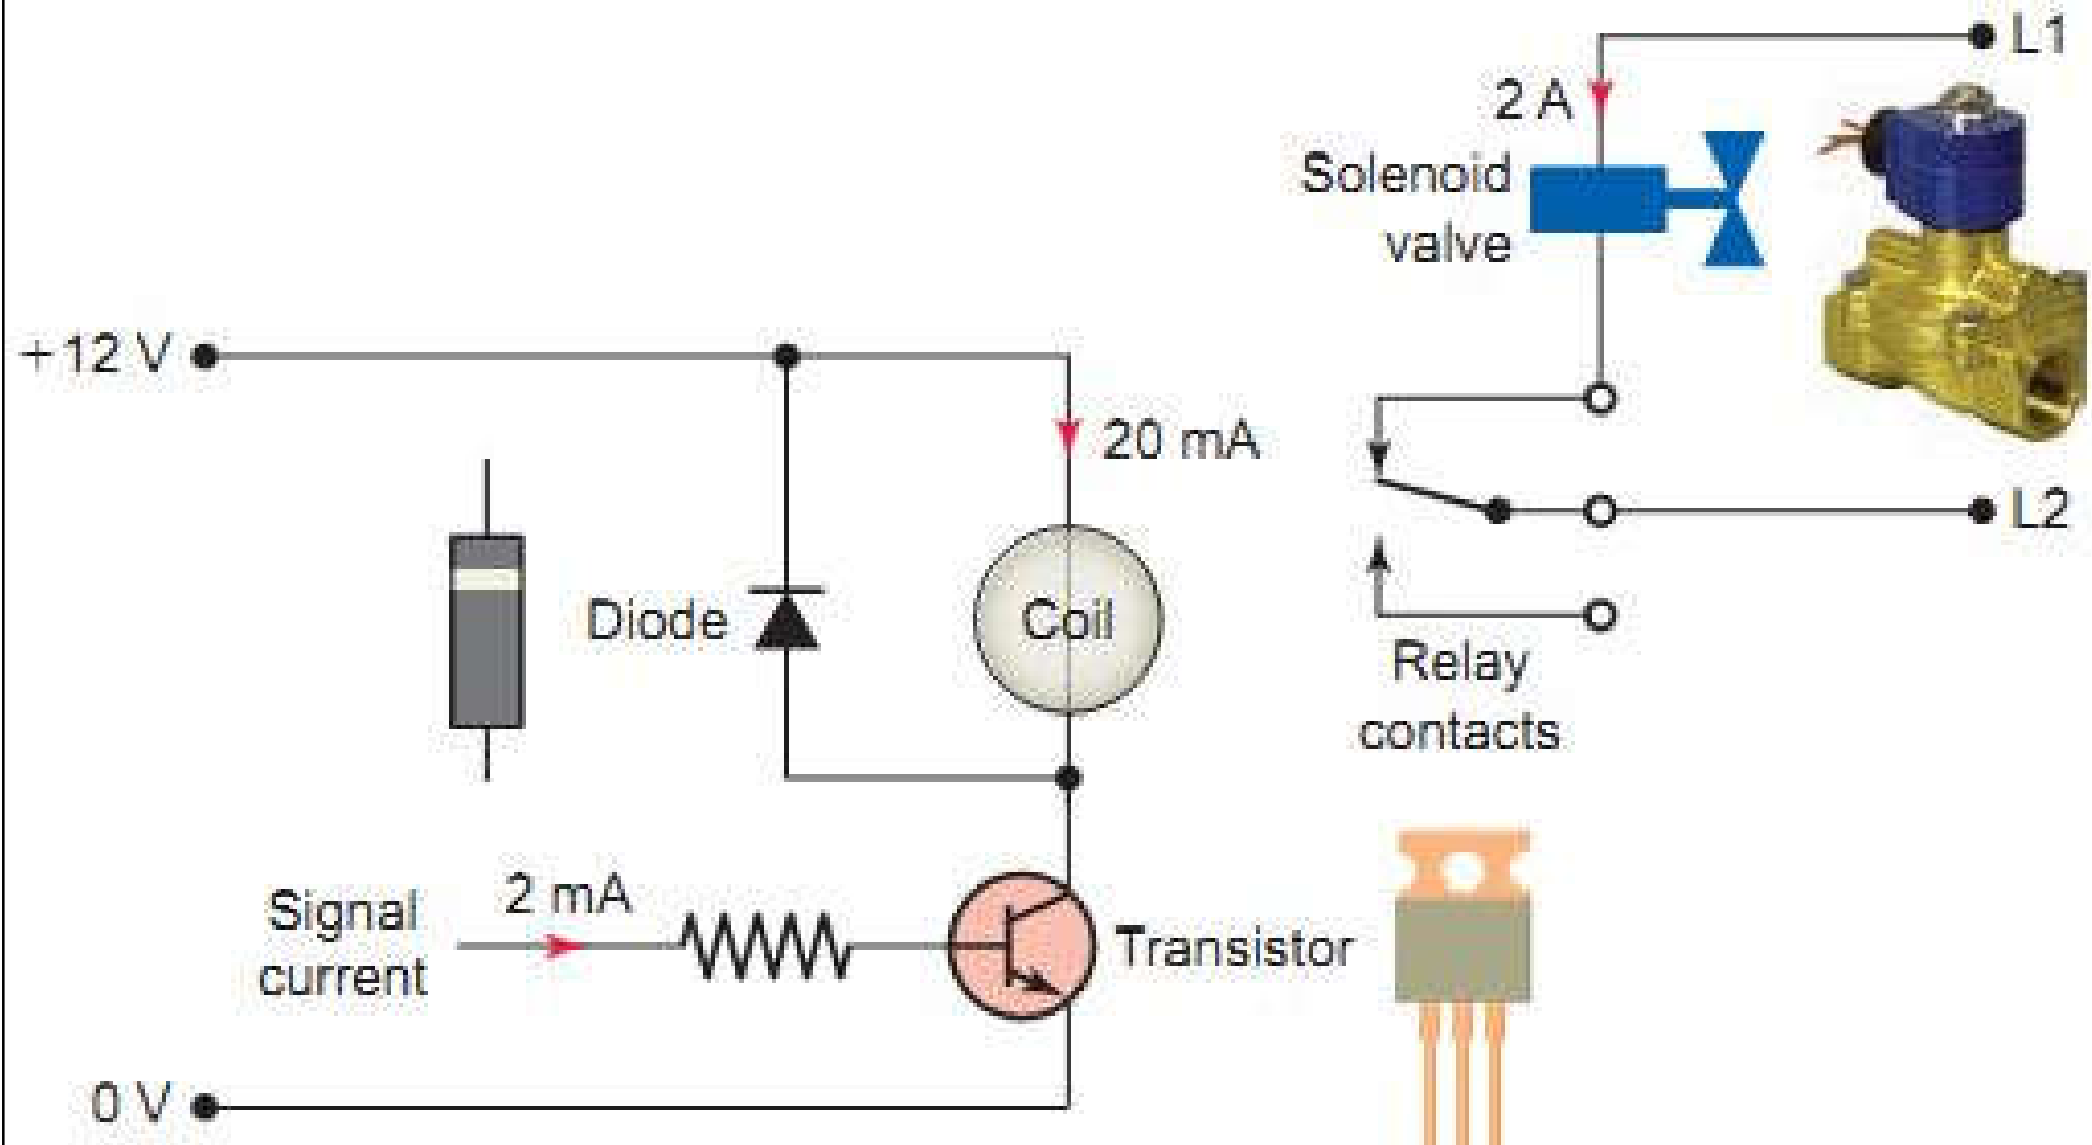 L1
2 A
Solenoid
valve
+12 V
20 mA
L2
Diode
Coil
Relay
contacts
Signal
current
2 mA
Transistor
0 V